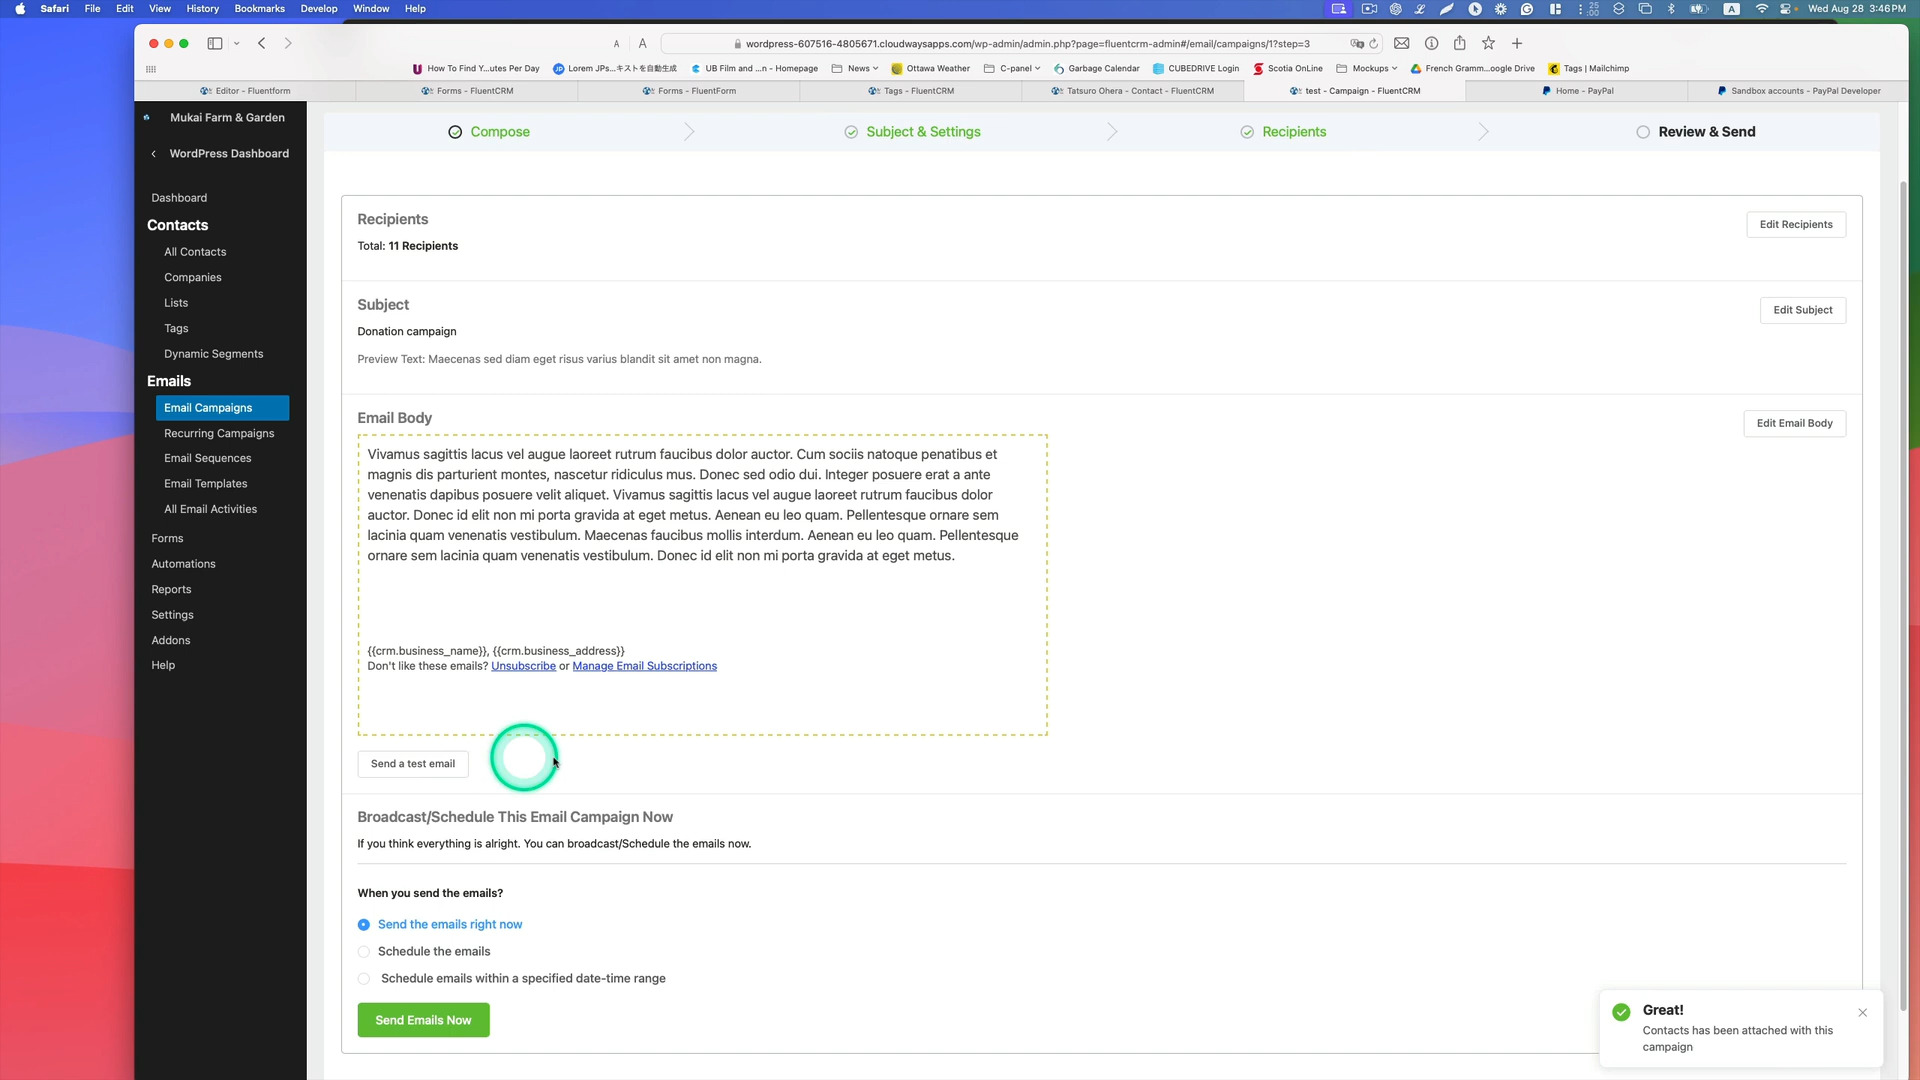 Safari File Edit View History Bookmarks Develop Window Help
Wed Aug 28 3:46PM
wordpress-607516-4805671.cloudwaysapps.com/wp-admin/admin.php?page=fluentcrm-admin#/email/campaigns/1?step=3
How To Find Y...utes Per Day Lorem JPs...キストを自動生成 UB Film and ...n - Homepage News Ottawa Weather C-panel Garbage Calendar CUBEDRIVE Login Scotia OnLine Mockups French Gramm...oogle Drive Tags | Mailchimp
Editor - Fluentform Forms - FluentCRM Forms - FluentForm Tags - FluentCRM Tatsuro Ohera - Contact - FluentCRM test - Campaign - FluentCRM Home - PayPal Sandbox accounts - PayPal Developer
Mukai Farm & Garden
WordPress Dashboard
Dashboard
Contacts
All Contacts
Companies
Lists
Tags
Dynamic Segments
Emails
Email Campaigns
Recurring Campaigns
Email Sequences
Email Templates
All Email Activities
Forms
Automations
Reports
Settings
Addons
Help
Compose Subject & Settings Recipients Review & Send
Recipients
Edit Recipients
Total: 11 Recipients
Subject
Edit Subject
Donation campaign
Preview Text: Maecenas sed diam eget risus varius blandit sit amet non magna.
Email Body
Edit Email Body
Vivamus sagittis lacus vel augue laoreet rutrum faucibus dolor auctor. Cum sociis natoque penatibus et
magnis dis parturient montes, nascetur ridiculus mus. Donec sed odio dui. Integer posuere erat a ante
venenatis dapibus posuere velit aliquet. Vivamus sagittis lacus vel augue laoreet rutrum faucibus dolor
auctor. Donec id elit non mi porta gravida at eget metus. Aenean eu leo quam. Pellentesque ornare sem
lacinia quam venenatis vestibulum. Maecenas faucibus mollis interdum. Aenean eu leo quam. Pellentesque
ornare sem lacinia quam venenatis vestibulum. Donec id elit non mi porta gravida at eget metus.
{{crm.business_name}}, {{crm.business_address}}
Don't like these emails? Unsubscribe or Manage Email Subscriptions
Send a test email
Broadcast/Schedule This Email Campaign Now
If you think everything is alright. You can broadcast/Schedule the emails now.
When you send the emails?
Send the emails right now
Schedule the emails
Schedule emails within a specified date-time range
Send Emails Now
Great!
Contacts has been attached with this
campaign